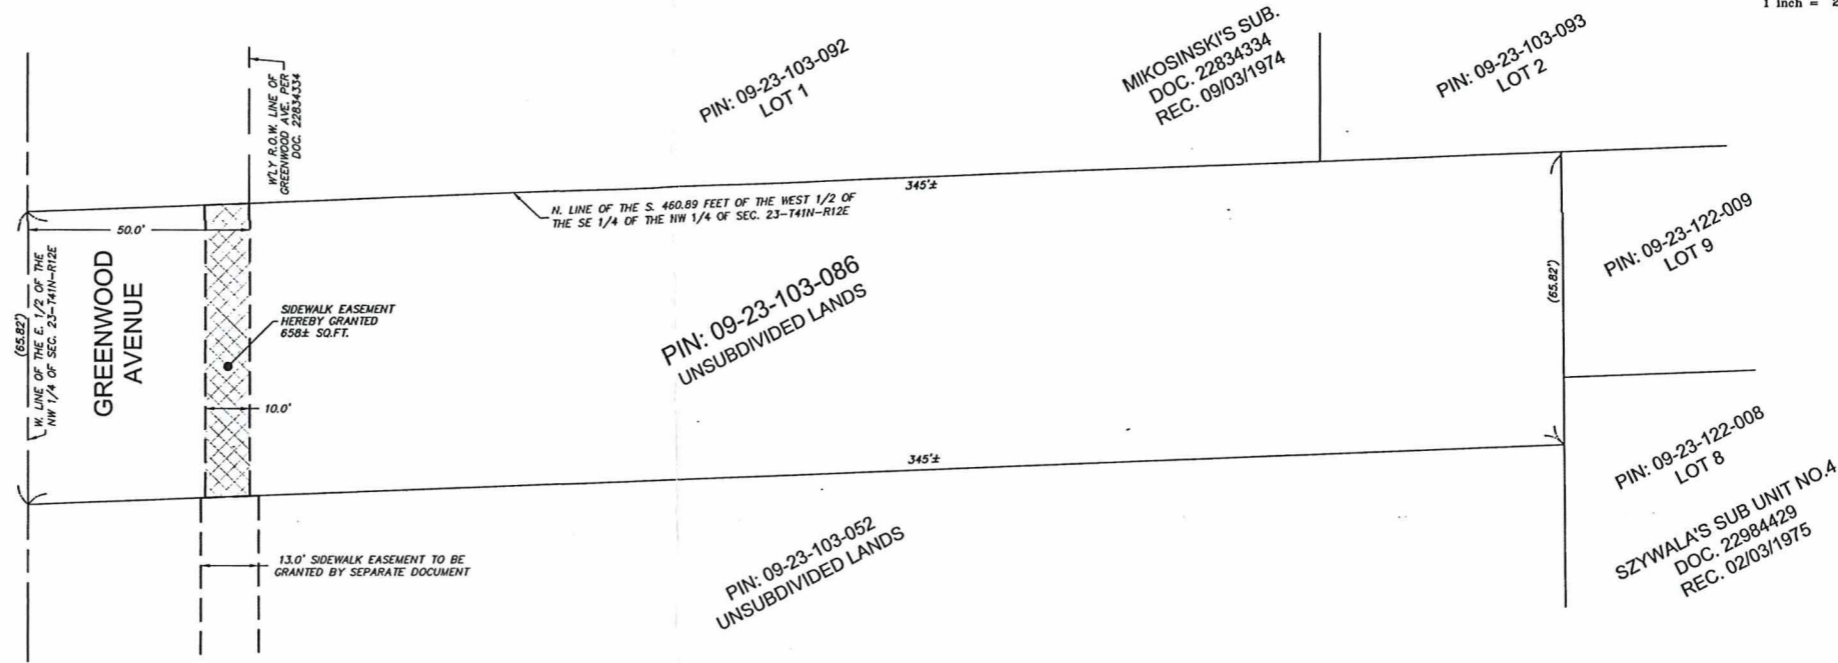 1 Inch = 2
W'LY R.O.W. LINE OF
GREENWOOD AVE. PER
DOC. 22834334
PIN: 09-23-103-092
LOT 1
MIKOSINSKI'S SUB.
DOC. 22834334
REC. 09/03/1974
PIN: 09-23-103-093
LOT 2
345'±
N. LINE OF THE S. 460.89 FEET OF THE WEST 1/2 OF
THE SE 1/4 OF THE NW 1/4 OF SEC. 23-T41N-R12E
50.0'
(65.82')
W. LINE OF THE E. 1/2 OF THE
NW 1/4 OF SEC. 23-T41N-R12E
GREENWOOD
AVENUE
SIDEWALK EASEMENT
HEREBY GRANTED
658± SQ.FT.
10.0'
PIN: 09-23-103-086
UNSUBDIVIDED LANDS
(65.82')
PIN: 09-23-122-009
LOT 9
345'±
PIN: 09-23-122-008
LOT 8
SZYWALA'S SUB UNIT NO.4
DOC. 22984429
REC. 02/03/1975
13.0' SIDEWALK EASEMENT TO BE
GRANTED BY SEPARATE DOCUMENT
PIN: 09-23-103-052
UNSUBDIVIDED LANDS